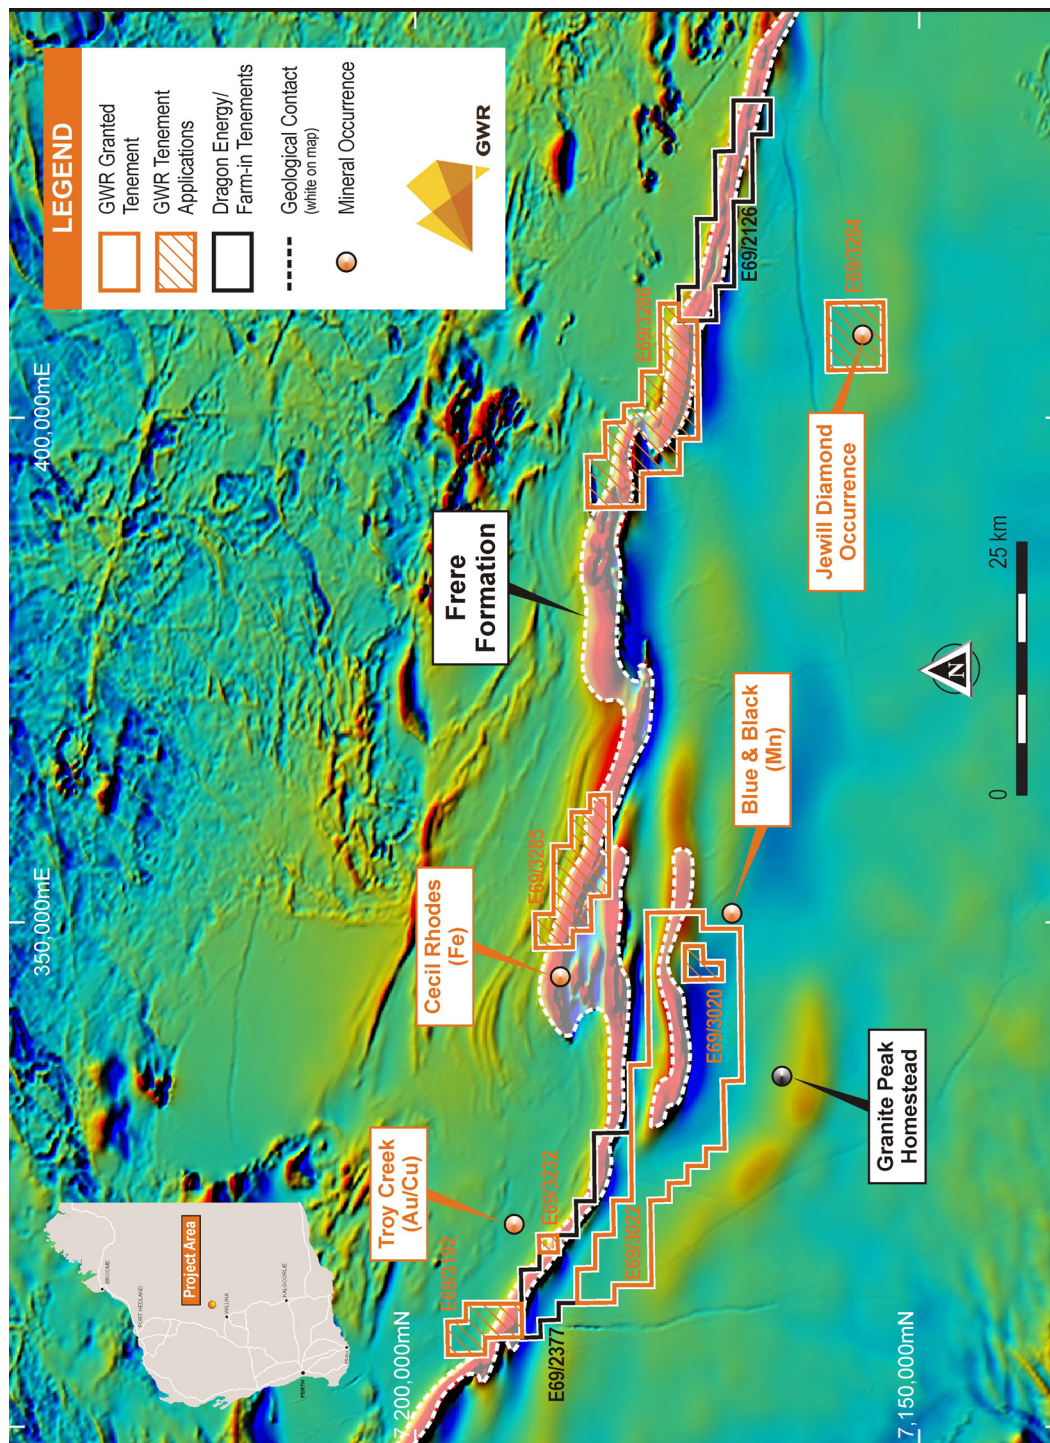 LEGEND
GWR Granted
Tenement
GWR Tenement
Applications
Dragon Energy/
Farm-in Tenements
Geological Contact
(white on map)
Mineral Occurrence
GWR
BROOME
PORT HEDLAND
Project Area
WILUNA
KALGOORLIE
PERTH
350,000mE
400,000mE
7,200,000mN
7,150,000mN
Troy Creek
(Au/Cu)
Cecil Rhodes
(Fe)
Frere
Formation
E69/3192
E69/3232
E69/3285
E69/3286
E69/2377
E69/3022
E69/3020
E69/2126
E69/3284
Blue & Black
(Mn)
Jewill Diamond
Occurrence
Granite Peak
Homestead
N
0
25 km